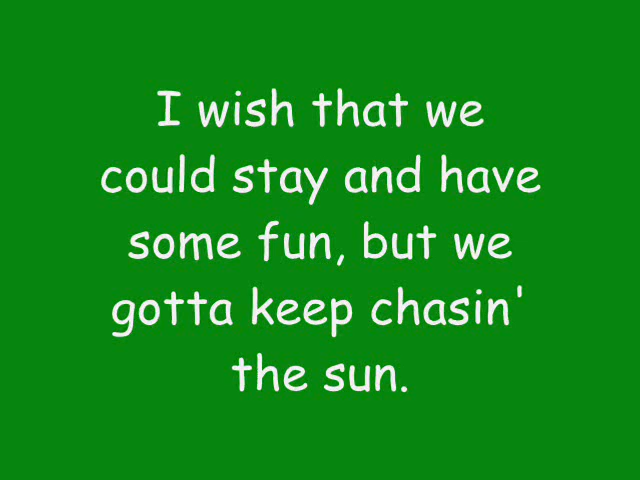 I wish that we
could stay and have
some fun, but we
gotta keep chasin'
the sun.